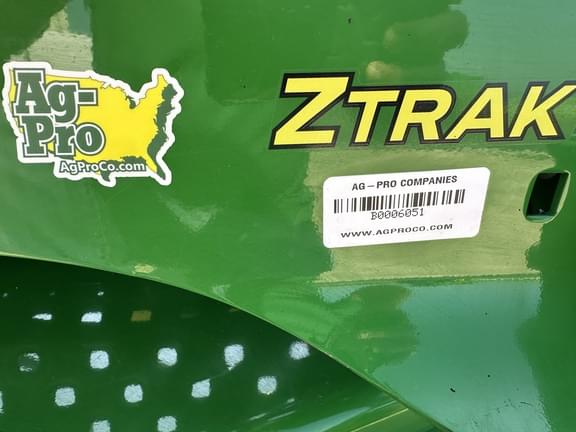 Ag-
Pro
AgProCo.com
ZTRAK
AG-PRO COMPANIES
B0006051
WWW.AGPROCO.COM